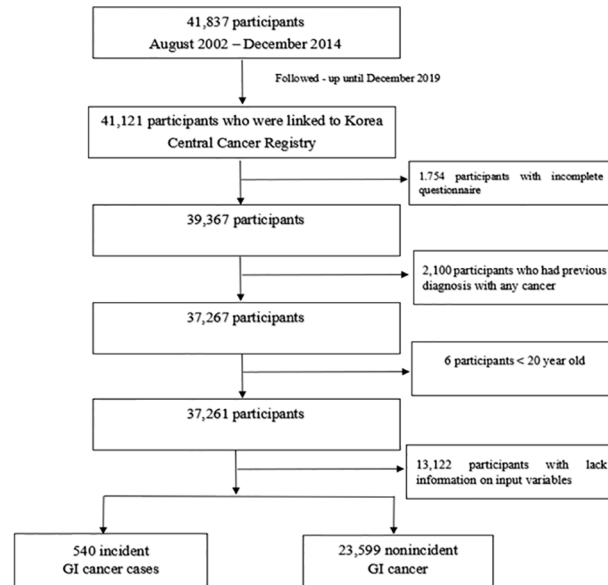 41,837 participants
August 2002 – December 2014
Followed - up until December 2019
41,121 participants who were linked to Korea
Central Cancer Registry
1.754 participants with incomplete
questionnaire
39,367 participants
2,100 participants who had previous
diagnosis with any cancer
37,267 participants
6 participants < 20 year old
37,261 participants
13,122 participants with lack
information on input variables
540 incident
GI cancer cases
23,599 nonincident
GI cancer